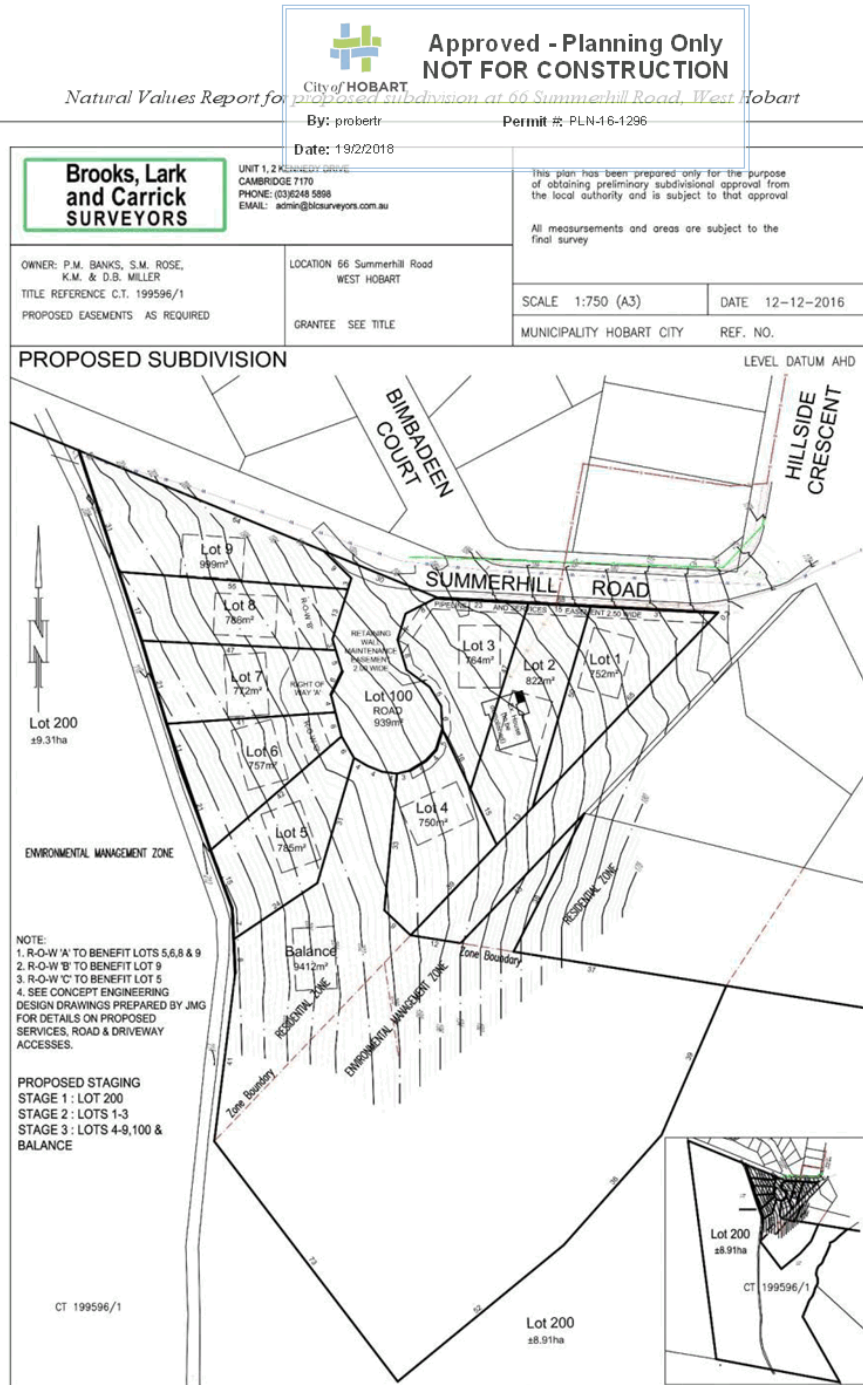 Approved - Planning Only
NOT FOR CONSTRUCTION
City of HOBART
Natural Values Report for proposed subdivision at 66 Summerhill Road, West Hobart
By: probertr
Permit #: PLN-16-1296
Date: 19/2/2018
Brooks, Lark
and Carrick
SURVEYORS
UNIT 1, 2 KENNEDY DRIVE
CAMBRIDGE 7170
PHONE: (03)6248 5898
EMAIL: admin@blcsurveyors.com.au
This plan has been prepared only for the purpose
of obtaining preliminary subdivisional approval from
the local authority and is subject to that approval
All measursements and areas are subject to the
final survey
OWNER: P.M. BANKS, S.M. ROSE,
K.M. & D.B. MILLER
TITLE REFERENCE C.T. 199596/1
PROPOSED EASEMENTS AS REQUIRED
LOCATION 66 Summerhill Road
WEST HOBART
GRANTEE SEE TITLE
SCALE 1:750 (A3)
DATE 12-12-2016
MUNICIPALITY HOBART CITY
REF. NO.
PROPOSED SUBDIVISION
LEVEL DATUM AHD
BIMBADEEN
COURT
HILLSIDE
CRESCENT
SUMMERHILL ROAD
PIPELINE AND SERVICES EASEMENT 2.50 WIDE
Lot 9
999m²
Lot 8
786m²
R-O-W 'B'
RETAINING
WALL
MAINTENANCE
EASEMENT
2.00 WIDE
Lot 3
764m²
Lot 2
822m²
Lot 1
752m²
Lot 7
772m²
RIGHT OF
WAY 'A'
Lot 100
ROAD
939m²
House
Lot 200
±9.31ha
Lot 6
757m²
R-O-W 'C'
Lot 5
785m²
Lot 4
750m²
ENVIRONMENTAL MANAGEMENT ZONE
RESIDENTIAL ZONE
Zone Boundary
Balance
9412m²
RESIDENTIAL ZONE
ENVIRONMENTAL MANAGEMENT ZONE
Zone Boundary
NOTE:
1. R-O-W 'A' TO BENEFIT LOTS 5,6,8 & 9
2. R-O-W 'B' TO BENEFIT LOT 9
3. R-O-W 'C' TO BENEFIT LOT 5
4. SEE CONCEPT ENGINEERING
DESIGN DRAWINGS PREPARED BY JMG
FOR DETAILS ON PROPOSED
SERVICES, ROAD & DRIVEWAY
ACCESSES.
PROPOSED STAGING
STAGE 1 : LOT 200
STAGE 2 : LOTS 1-3
STAGE 3 : LOTS 4-9,100 &
BALANCE
CT 199596/1
Lot 200
±8.91ha
Lot 200
±8.91ha
CT 199596/1